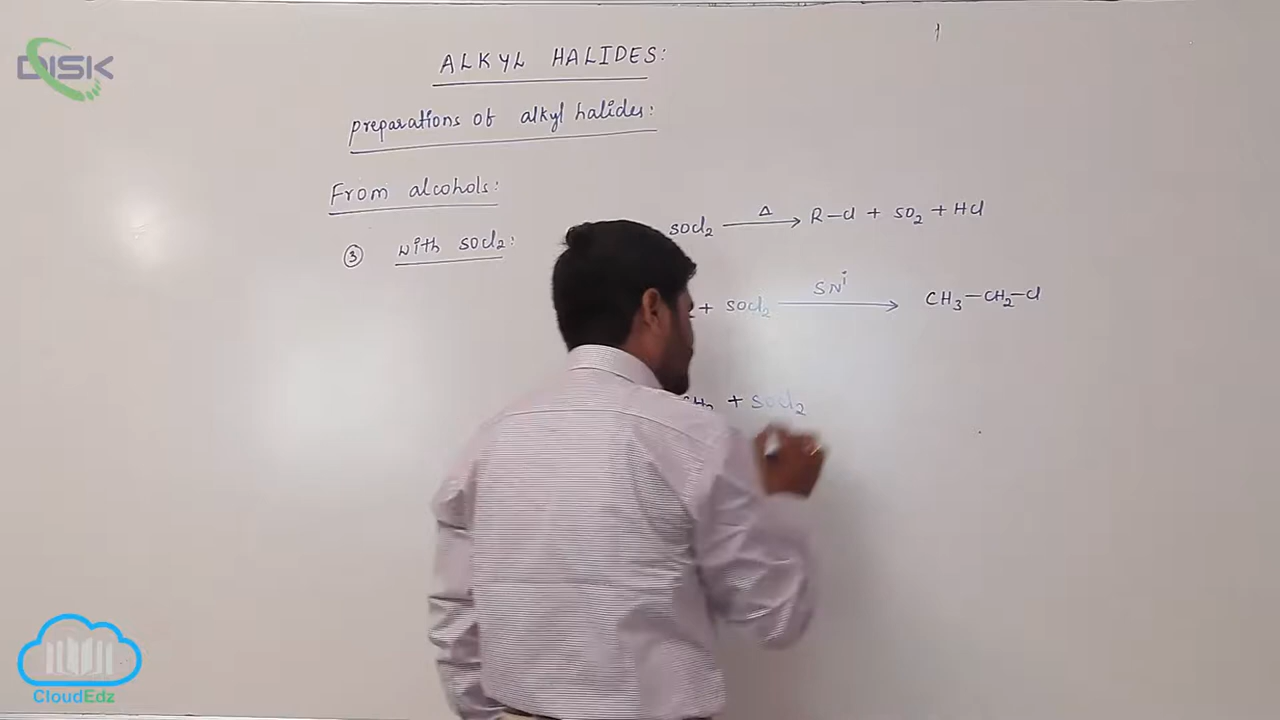 DISK
ALKYL HALIDES:
preparations of alkyl halides:
From alcohols:
③ with SOCl₂:
SOCl₂ —Δ→ R–Cl + SO₂ + HCl
+ SOCl₂ —SNⁱ→ CH₃–CH₂–Cl
CH₃ + SOCl₂
CloudEdz